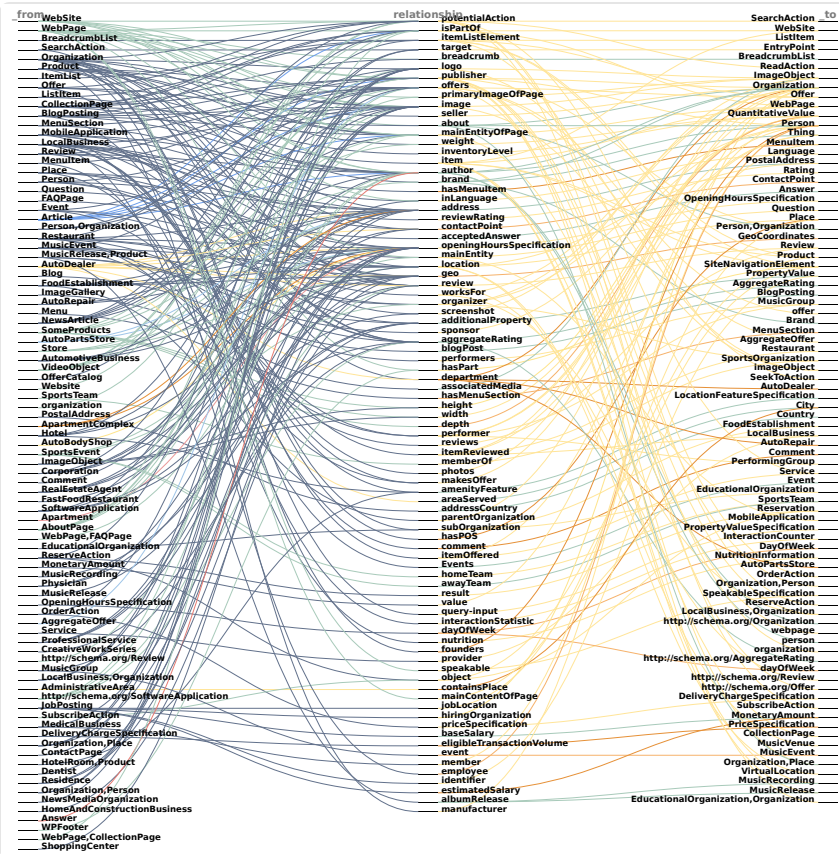 _from
WebSite
WebPage
BreadcrumbList
SearchAction
Organization
Product
ItemList
Offer
ListItem
CollectionPage
BlogPosting
MenuSection
MobileApplication
LocalBusiness
Review
MenuItem
Place
Person
Question
FAQPage
Event
Article
Person,Organization
Restaurant
MusicEvent
MusicRelease,Product
AutoDealer
Blog
FoodEstablishment
ImageGallery
AutoRepair
Menu
NewsArticle
SomeProducts
AutoPartsStore
Store
AutomotiveBusiness
VideoObject
OfferCatalog
Website
SportsTeam
organization
PostalAddress
ApartmentComplex
Hotel
AutoBodyShop
SportsEvent
ImageObject
Corporation
Comment
RealEstateAgent
FastFoodRestaurant
SoftwareApplication
Apartment
AboutPage
WebPage,FAQPage
EducationalOrganization
ReserveAction
MonetaryAmount
MusicRecording
Physician
MusicRelease
OpeningHoursSpecification
OrderAction
AggregateOffer
Service
ProfessionalService
CreativeWorkSeries
http://schema.org/Review
MusicGroup
LocalBusiness,Organization
AdministrativeArea
http://schema.org/SoftwareApplication
JobPosting
SubscribeAction
MedicalBusiness
DeliveryChargeSpecification
Organization,Place
ContactPage
HotelRoom,Product
Dentist
Residence
Organization,Person
NewsMediaOrganization
HomeAndConstructionBusiness
Answer
WPFooter
WebPage,CollectionPage
ShoppingCenter
relationship
potentialAction
isPartOf
itemListElement
target
breadcrumb
logo
publisher
offers
primaryImageOfPage
image
seller
about
mainEntityOfPage
weight
inventoryLevel
item
author
brand
hasMenuItem
inLanguage
address
reviewRating
contactPoint
acceptedAnswer
openingHoursSpecification
mainEntity
location
geo
review
worksFor
organizer
screenshot
additionalProperty
sponsor
aggregateRating
blogPost
performers
hasPart
department
associatedMedia
hasMenuSection
height
width
depth
performer
reviews
itemReviewed
memberOf
photos
makesOffer
amenityFeature
areaServed
addressCountry
parentOrganization
subOrganization
hasPOS
comment
itemOffered
Events
homeTeam
awayTeam
result
value
query-input
interactionStatistic
dayOfWeek
nutrition
founders
provider
speakable
object
containsPlace
mainContentOfPage
jobLocation
hiringOrganization
priceSpecification
baseSalary
eligibleTransactionVolume
event
member
employee
identifier
estimatedSalary
albumRelease
manufacturer
_to
SearchAction
WebSite
ListItem
EntryPoint
BreadcrumbList
ReadAction
ImageObject
Organization
Offer
WebPage
QuantitativeValue
Person
Thing
MenuItem
Language
PostalAddress
Rating
ContactPoint
Answer
OpeningHoursSpecification
Question
Place
Person,Organization
GeoCoordinates
Review
Product
SiteNavigationElement
PropertyValue
AggregateRating
BlogPosting
MusicGroup
offer
Brand
MenuSection
AggregateOffer
Restaurant
SportsOrganization
imageObject
SeekToAction
AutoDealer
LocationFeatureSpecification
City
Country
FoodEstablishment
LocalBusiness
AutoRepair
Comment
PerformingGroup
Service
Event
EducationalOrganization
SportsTeam
Reservation
MobileApplication
PropertyValueSpecification
InteractionCounter
DayOfWeek
NutritionInformation
AutoPartsStore
OrderAction
Organization,Person
SpeakableSpecification
ReserveAction
LocalBusiness,Organization
http://schema.org/Organization
webpage
person
organization
http://schema.org/AggregateRating
dayOfWeek
http://schema.org/Review
http://schema.org/Offer
DeliveryChargeSpecification
SubscribeAction
MonetaryAmount
PriceSpecification
CollectionPage
MusicVenue
MusicEvent
Organization,Place
VirtualLocation
MusicRecording
MusicRelease
EducationalOrganization,Organization